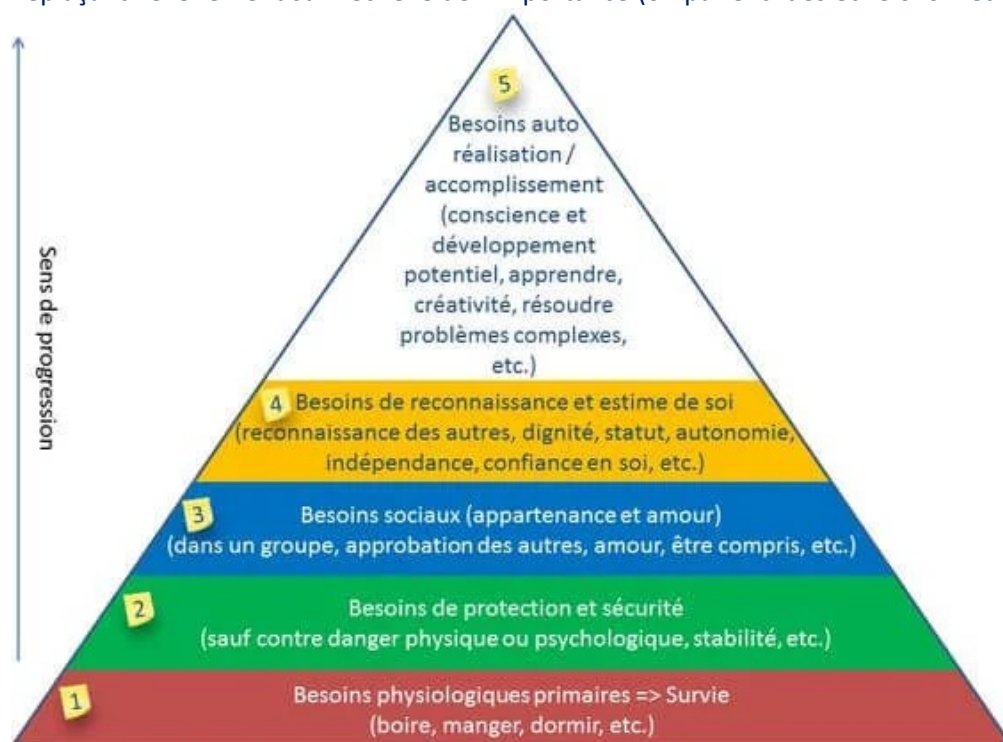 5
Besoins auto
réalisation /
accomplissement
(conscience et
développement
potentiel, apprendre,
créativité, résoudre
problèmes complexes,
etc.)
4 Besoins de reconnaissance et estime de soi
(reconnaissance des autres, dignité, statut, autonomie,
indépendance, confiance en soi, etc.)
3 Besoins sociaux (appartenance et amour)
(dans un groupe, approbation des autres, amour, être compris, etc.)
2 Besoins de protection et sécurité
(sauf contre danger physique ou psychologique, stabilité, etc.)
1 Besoins physiologiques primaires => Survie
(boire, manger, dormir, etc.)
Sens de progression